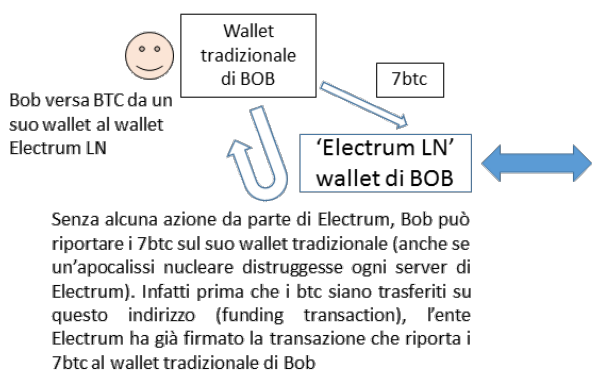 Wallet
tradizionale
di BOB
7btc
Bob versa BTC da un
suo wallet al wallet
Electrum LN
‘Electrum LN’
wallet di BOB
Senza alcuna azione da parte di Electrum, Bob può
riportare i 7btc sul suo wallet tradizionale (anche se
un’apocalissi nucleare distruggesse ogni server di
Electrum). Infatti prima che i btc siano trasferiti su
questo indirizzo (funding transaction), l’ente
Electrum ha già firmato la transazione che riporta i
7btc al wallet tradizionale di Bob